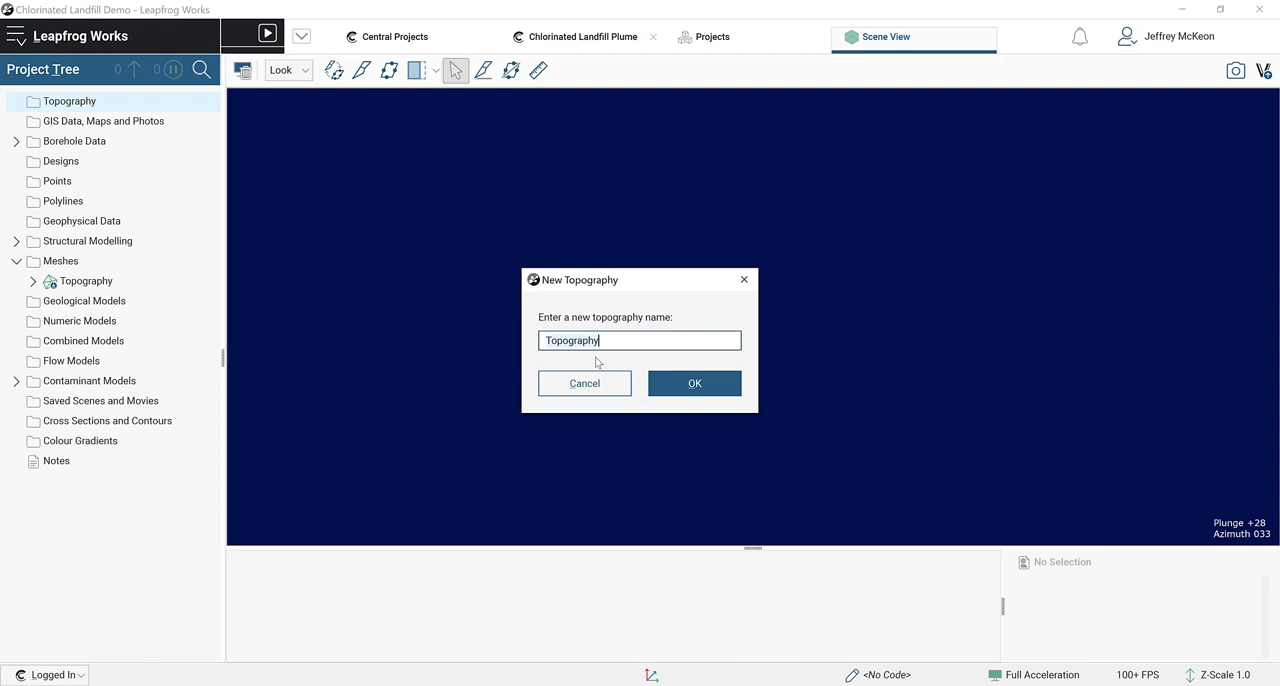 Chlorinated Landfill Demo - Leapfrog Works
Leapfrog Works
Central Projects
Chlorinated Landfill Plume
Projects
Scene View
Jeffrey McKeon
Project Tree
0
0
Look
Topography
GIS Data, Maps and Photos
Borehole Data
Designs
Points
Polylines
Geophysical Data
Structural Modelling
Meshes
Topography
Geological Models
Numeric Models
Combined Models
Flow Models
Contaminant Models
Saved Scenes and Movies
Cross Sections and Contours
Colour Gradients
Notes
New Topography
Enter a new topography name:
Topography
Cancel
OK
Plunge +28
Azimuth 033
No Selection
Logged In
<No Code>
Full Acceleration
100+ FPS
Z-Scale 1.0